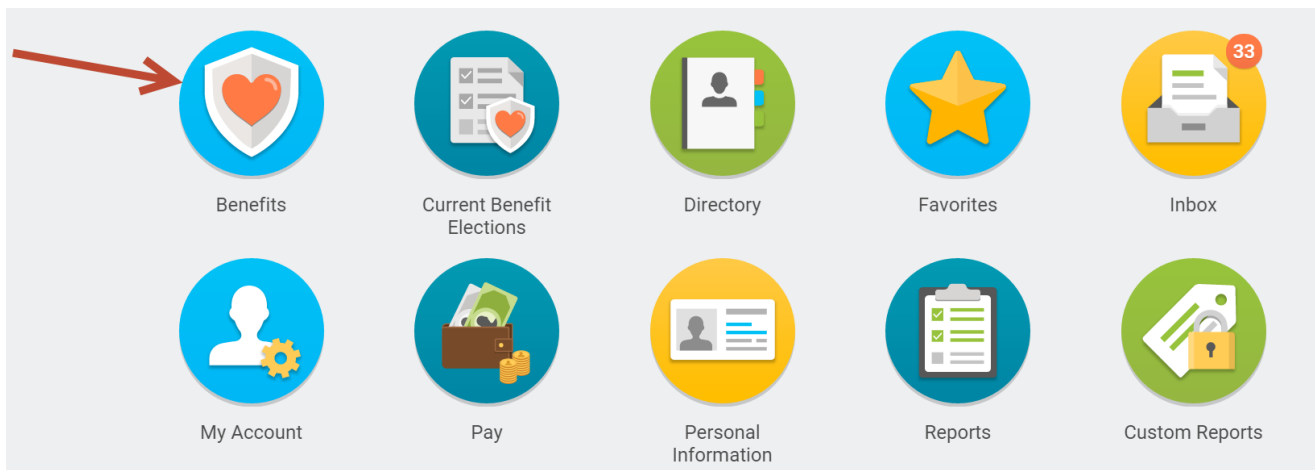 33
Benefits
Current Benefit
Elections
Directory
Favorites
Inbox
My Account
Pay
Personal
Information
Reports
Custom Reports